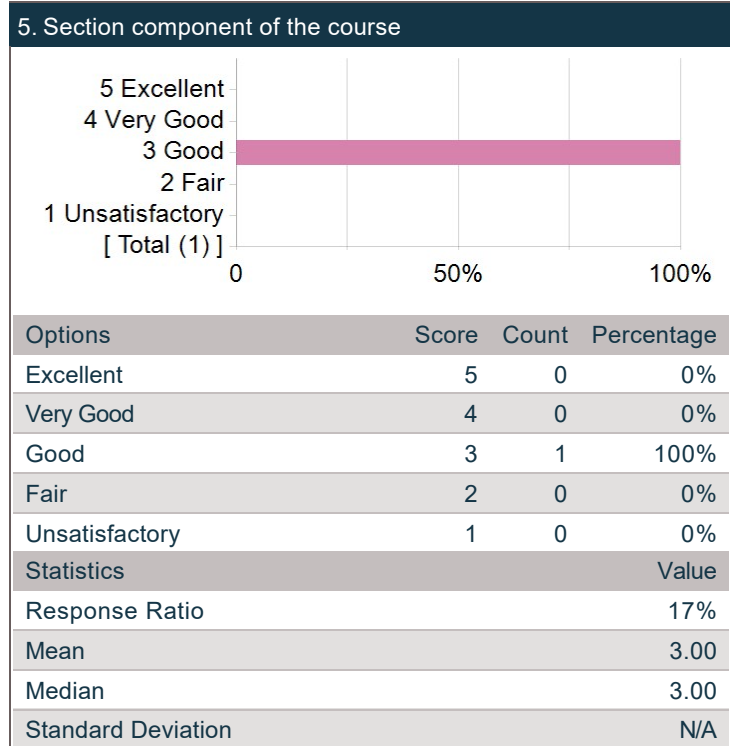 5. Section component of the course
5 Excellent
4 Very Good
3 Good
2 Fair
1 Unsatisfactory
[ Total (1) ]
0 50% 100%
Options Score Count Percentage
Excellent 5 0 0%
Very Good 4 0 0%
Good 3 1 100%
Fair 2 0 0%
Unsatisfactory 1 0 0%
Statistics Value
Response Ratio 17%
Mean 3.00
Median 3.00
Standard Deviation N/A